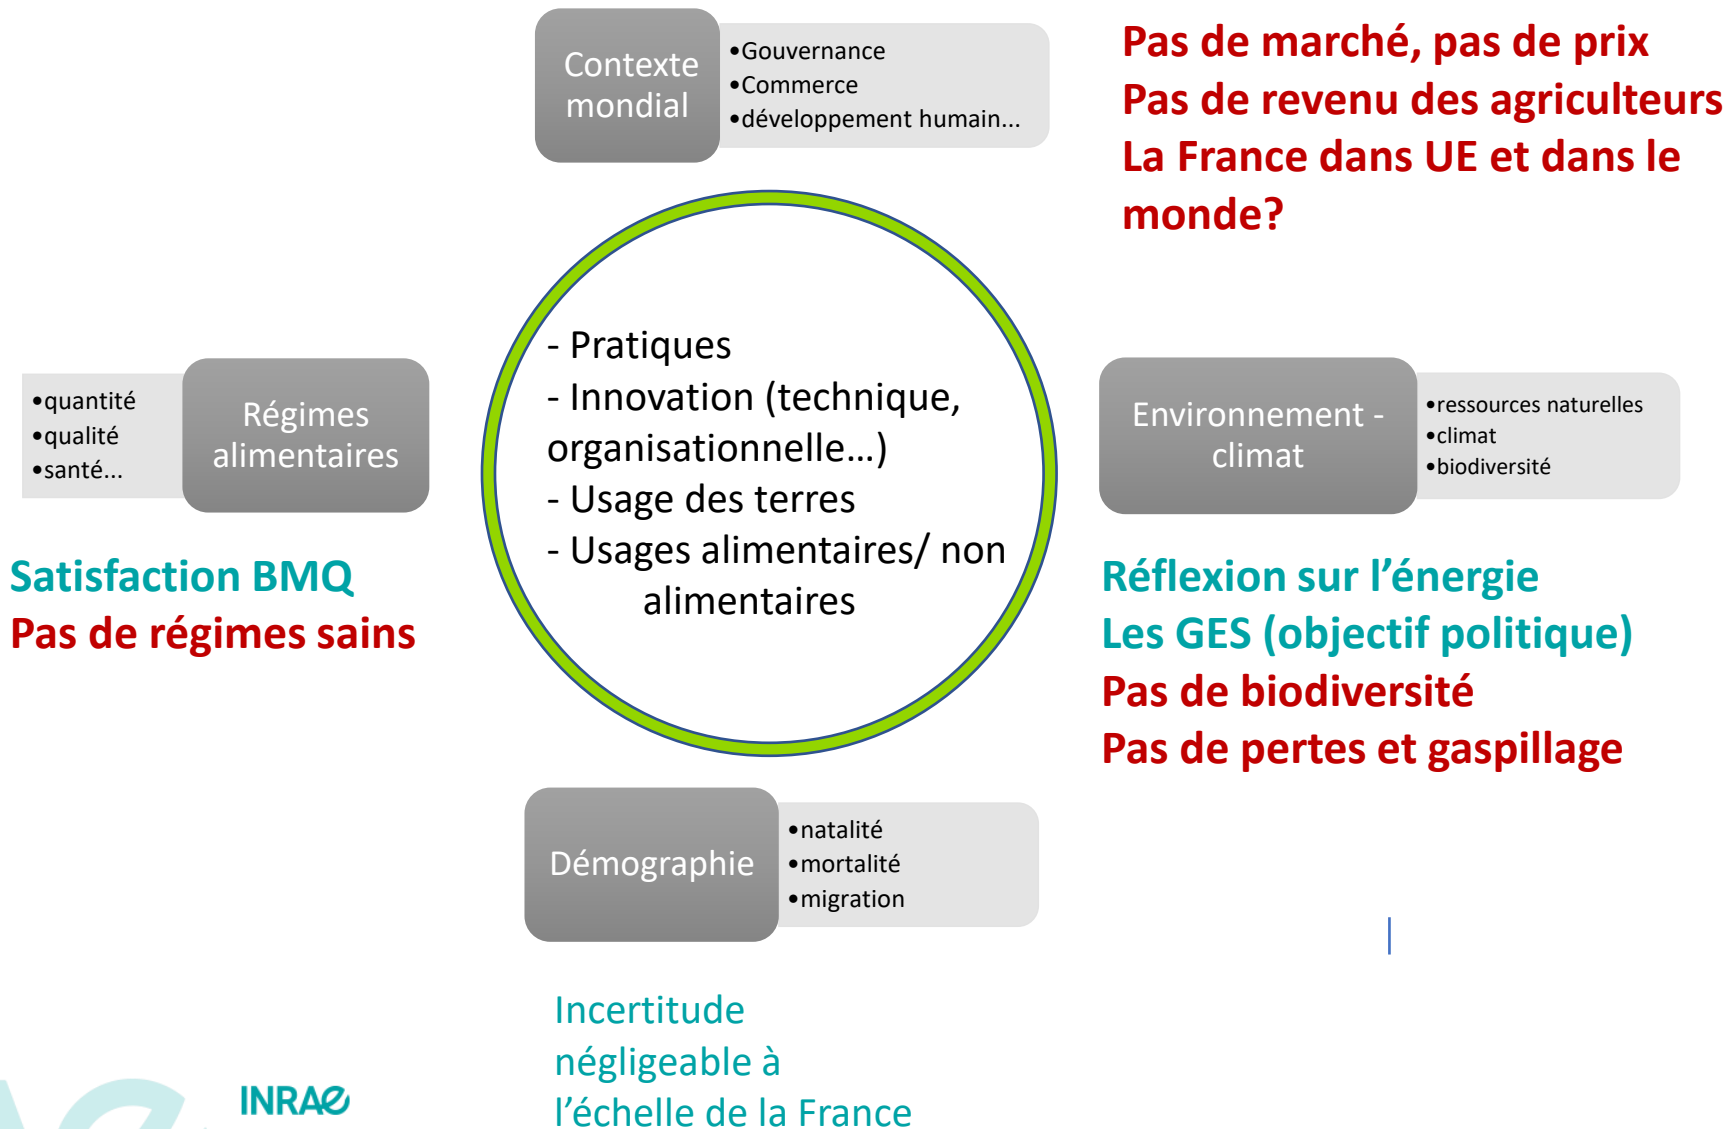 Contexte
mondial
•Gouvernance
•Commerce
•développement humain...
Pas de marché, pas de prix
Pas de revenu des agriculteurs
La France dans UE et dans le
monde?
•quantité
•qualité
•santé...
Régimes
alimentaires
Satisfaction BMQ
Pas de régimes sains
- Pratiques
- Innovation (technique,
organisationnelle...)
- Usage des terres
- Usages alimentaires/ non
alimentaires
Environnement -
climat
•ressources naturelles
•climat
•biodiversité
Réflexion sur l’énergie
Les GES (objectif politique)
Pas de biodiversité
Pas de pertes et gaspillage
Démographie
•natalité
•mortalité
•migration
Incertitude
négligeable à
l’échelle de la France
INRAE